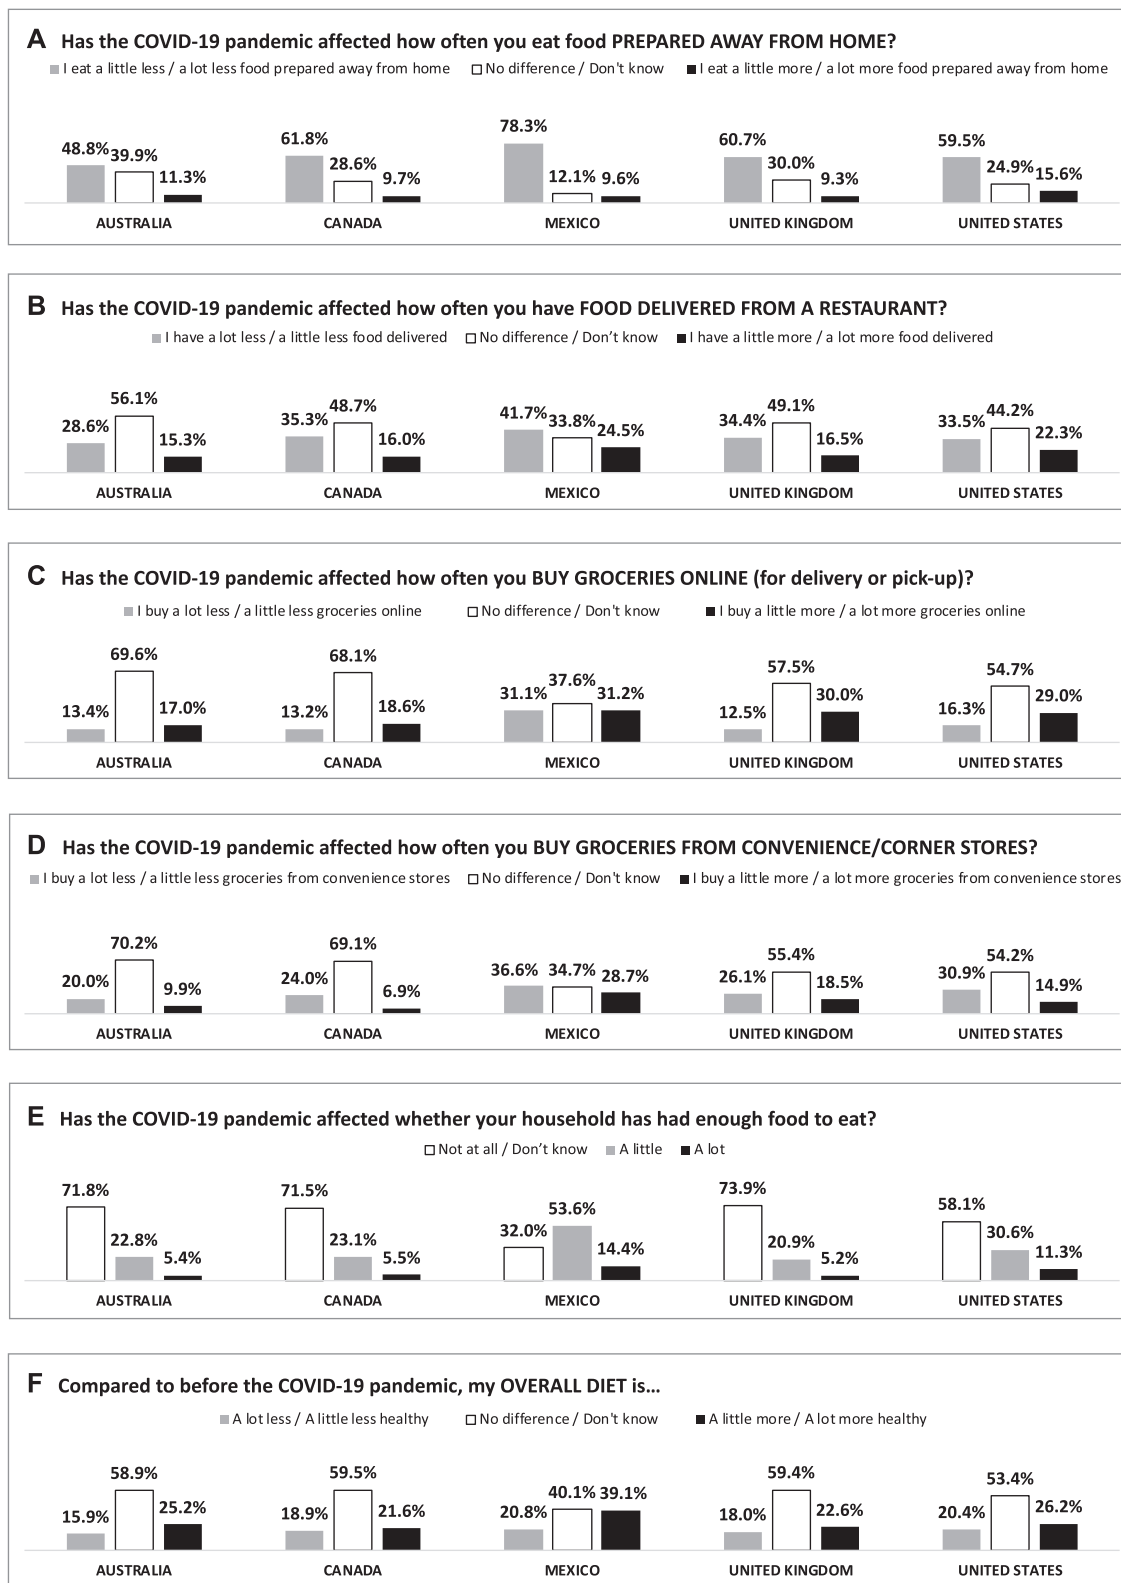 A Has the COVID-19 pandemic affected how often you eat food PREPARED AWAY FROM HOME?
I eat a little less / a lot less food prepared away from home No difference / Don't know I eat a little more / a lot more food prepared away from home
48.8% 39.9% 11.3% 61.8% 28.6% 9.7% 78.3% 12.1% 9.6% 60.7% 30.0% 9.3% 59.5% 24.9% 15.6%
AUSTRALIA CANADA MEXICO UNITED KINGDOM UNITED STATES
B Has the COVID-19 pandemic affected how often you have FOOD DELIVERED FROM A RESTAURANT?
I have a lot less / a little less food delivered No difference / Don’t know I have a little more / a lot more food delivered
28.6% 56.1% 15.3% 35.3% 48.7% 16.0% 41.7% 33.8% 24.5% 34.4% 49.1% 16.5% 33.5% 44.2% 22.3%
AUSTRALIA CANADA MEXICO UNITED KINGDOM UNITED STATES
C Has the COVID-19 pandemic affected how often you BUY GROCERIES ONLINE (for delivery or pick-up)?
I buy a lot less / a little less groceries online No difference / Don't know I buy a little more / a lot more groceries online
13.4% 69.6% 17.0% 13.2% 68.1% 18.6% 31.1% 37.6% 31.2% 12.5% 57.5% 30.0% 16.3% 54.7% 29.0%
AUSTRALIA CANADA MEXICO UNITED KINGDOM UNITED STATES
D Has the COVID-19 pandemic affected how often you BUY GROCERIES FROM CONVENIENCE/CORNER STORES?
I buy a lot less / a little less groceries from convenience stores No difference / Don't know I buy a little more / a lot more groceries from convenience stores
20.0% 70.2% 9.9% 24.0% 69.1% 6.9% 36.6% 34.7% 28.7% 26.1% 55.4% 18.5% 30.9% 54.2% 14.9%
AUSTRALIA CANADA MEXICO UNITED KINGDOM UNITED STATES
E Has the COVID-19 pandemic affected whether your household has had enough food to eat?
Not at all / Don’t know A little A lot
71.8% 22.8% 5.4% 71.5% 23.1% 5.5% 32.0% 53.6% 14.4% 73.9% 20.9% 5.2% 58.1% 30.6% 11.3%
AUSTRALIA CANADA MEXICO UNITED KINGDOM UNITED STATES
F Compared to before the COVID-19 pandemic, my OVERALL DIET is...
A lot less / A little less healthy No difference / Don't know A little more / A lot more healthy
15.9% 58.9% 25.2% 18.9% 59.5% 21.6% 20.8% 40.1% 39.1% 18.0% 59.4% 22.6% 20.4% 53.4% 26.2%
AUSTRALIA CANADA MEXICO UNITED KINGDOM UNITED STATES